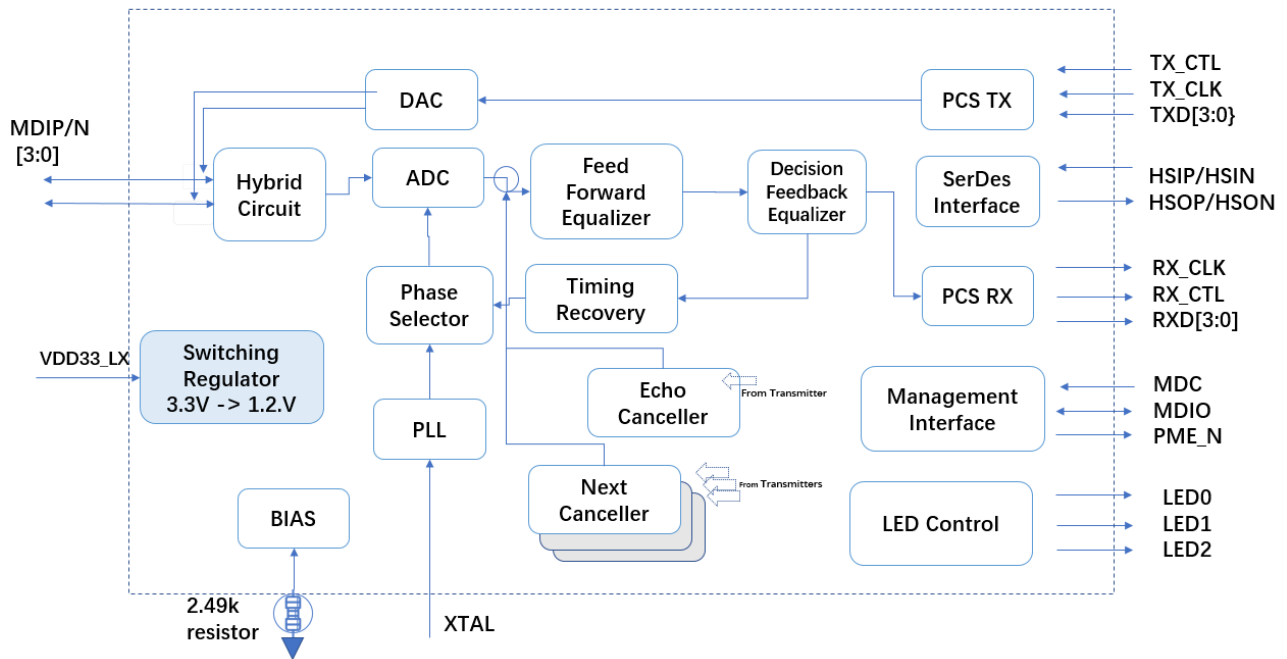 TX_CTL
TX_CLK
TXD[3:0}
DAC
PCS TX
MDIP/N
[3:0]
Hybrid
Circuit
ADC
Feed
Forward
Equalizer
Decision
Feedback
Equalizer
SerDes
Interface
HSIP/HSIN
HSOP/HSON
Phase
Selector
Timing
Recovery
PCS RX
RX_CLK
RX_CTL
RXD[3:0]
VDD33_LX
Switching
Regulator
3.3V -> 1.2.V
PLL
Echo
Canceller
From Transmitter
Management
Interface
MDC
MDIO
PME_N
BIAS
Next
Canceller
From Transmitters
LED Control
LED0
LED1
LED2
2.49k
resistor
XTAL